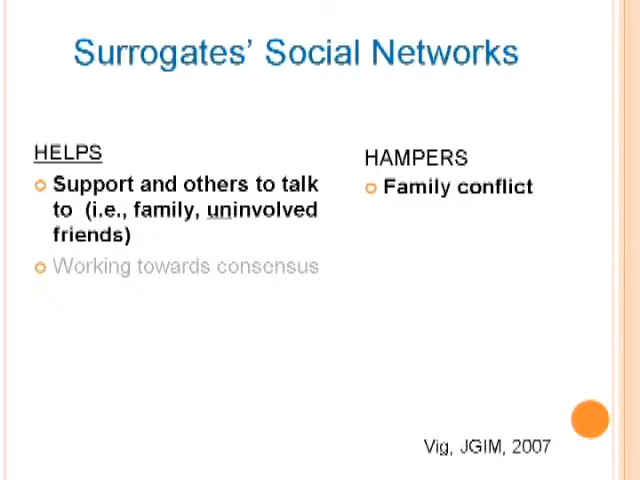 Surrogates' Social Networks
HELPS
Support and others to talk
to (i.e., family, uninvolved
friends)
Working towards consensus
HAMPERS
Family conflict
Vig, JGIM, 2007